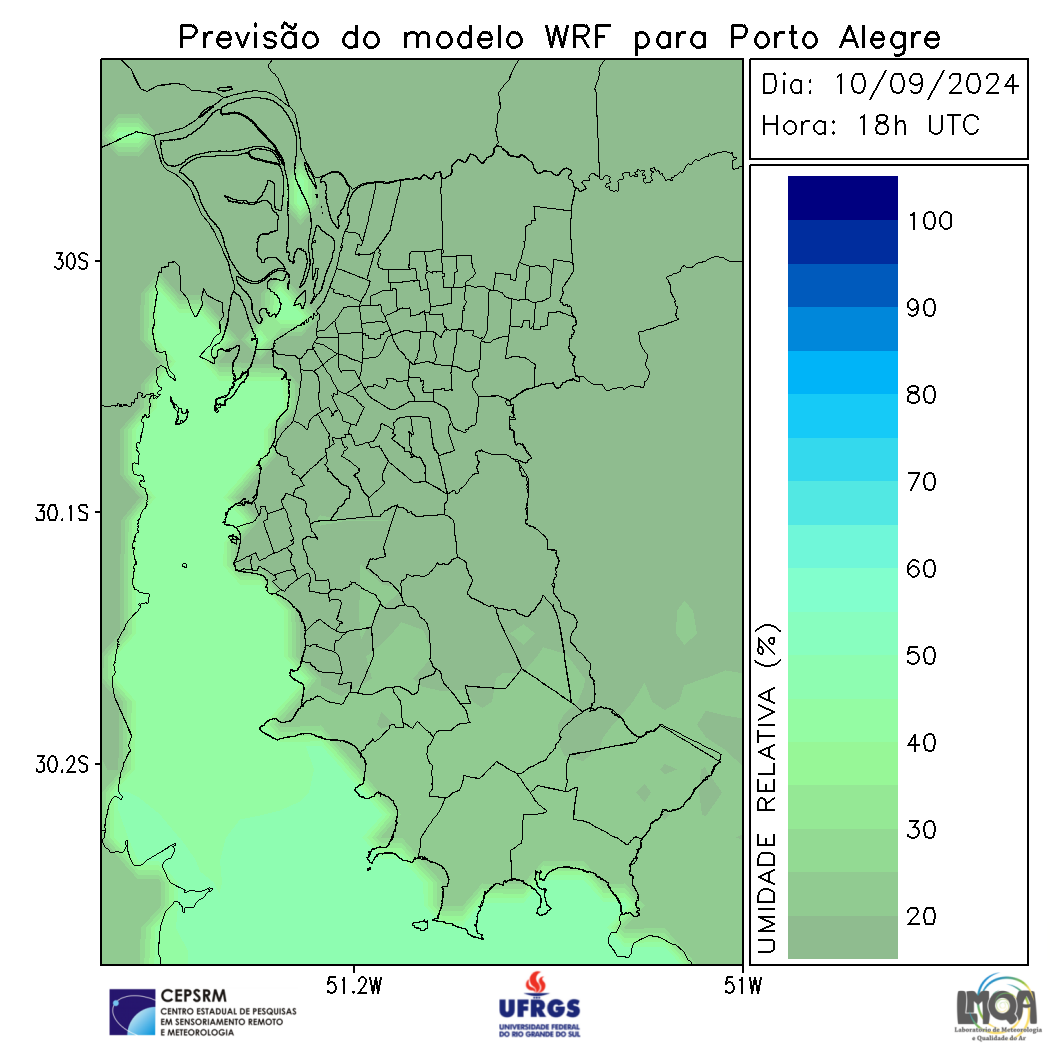 Previsão do modelo WRF para Porto Alegre
Dia: 10/09/2024
Hora: 18h UTC
30S
30.1S
30.2S
51.2W
51W
UMIDADE RELATIVA (%)
100
90
80
70
60
50
40
30
20
CEPSRM
CENTRO ESTADUAL DE PESQUISAS
EM SENSORIAMENTO REMOTO
E METEOROLOGIA
UFRGS
UNIVERSIDADE FEDERAL
DO RIO GRANDE DO SUL
LMQA
Laboratório de Meteorologia
e Qualidade do Ar